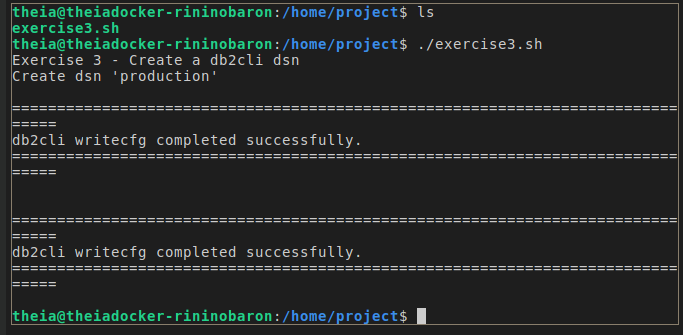 theia@theiadocker-rininobaron:/home/project$ ls
exercise3.sh
theia@theiadocker-rininobaron:/home/project$ ./exercise3.sh
Exercise 3 - Create a db2cli dsn
Create dsn 'production'
==========================================================================
=====
db2cli writecfg completed successfully.
==========================================================================
=====
==========================================================================
=====
db2cli writecfg completed successfully.
==========================================================================
=====
theia@theiadocker-rininobaron:/home/project$